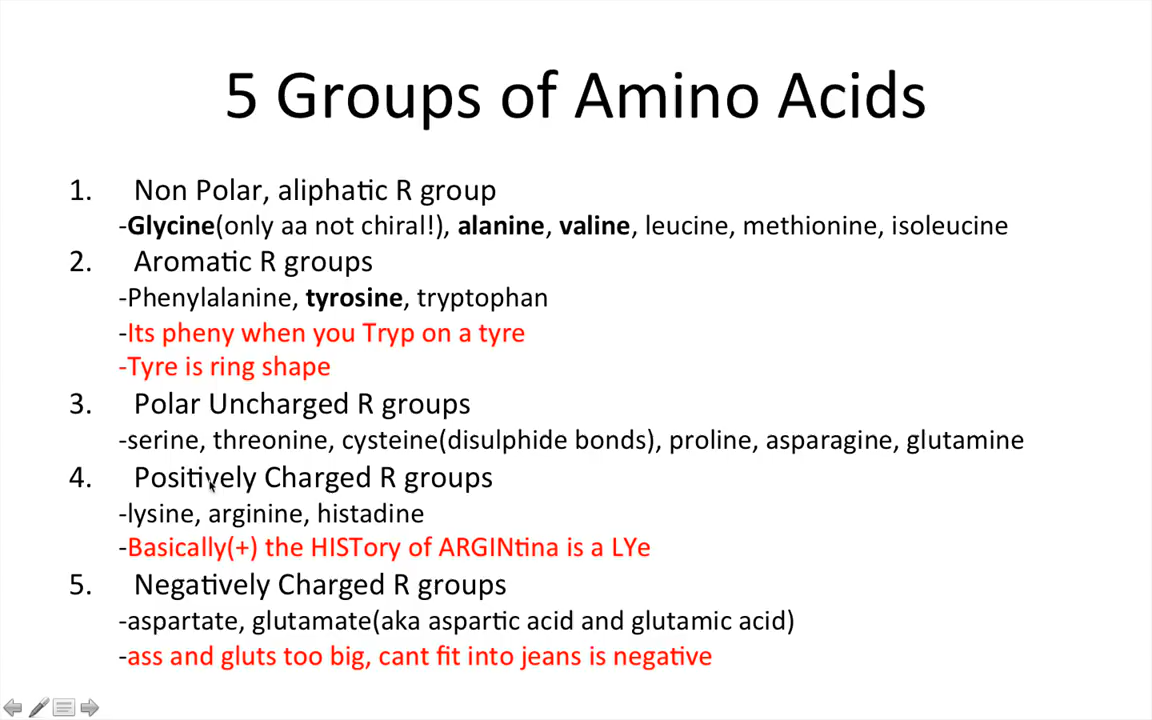 5 Groups of Amino Acids
1. Non Polar, aliphatic R group
-Glycine(only aa not chiral!), alanine, valine, leucine, methionine, isoleucine
2. Aromatic R groups
-Phenylalanine, tyrosine, tryptophan
-Its pheny when you Tryp on a tyre
-Tyre is ring shape
3. Polar Uncharged R groups
-serine, threonine, cysteine(disulphide bonds), proline, asparagine, glutamine
4. Positively Charged R groups
-lysine, arginine, histadine
-Basically(+) the HISTory of ARGINtina is a LYe
5. Negatively Charged R groups
-aspartate, glutamate(aka aspartic acid and glutamic acid)
-ass and gluts too big, cant fit into jeans is negative